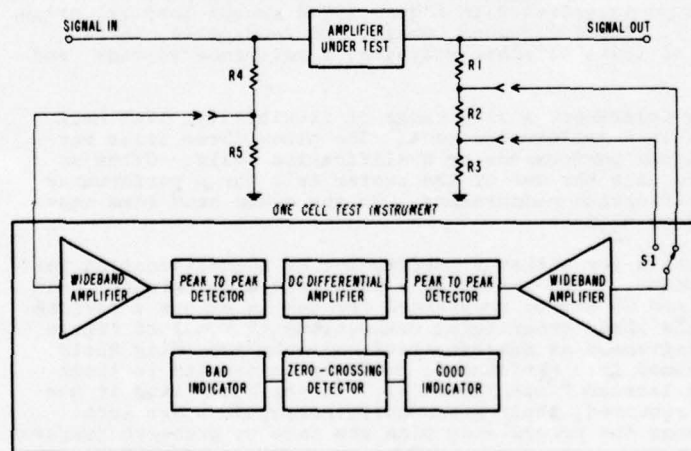 SIGNAL IN
AMPLIFIER
UNDER TEST
SIGNAL OUT
R4
R1
R2
R5
R3
ONE CELL TEST INSTRUMENT
S1
WIDEBAND
AMPLIFIER
PEAK TO PEAK
DETECTOR
DC DIFFERENTIAL
AMPLIFIER
PEAK TO PEAK
DETECTOR
WIDEBAND
AMPLIFIER
BAD
INDICATOR
ZERO-CROSSING
DETECTOR
GOOD
INDICATOR